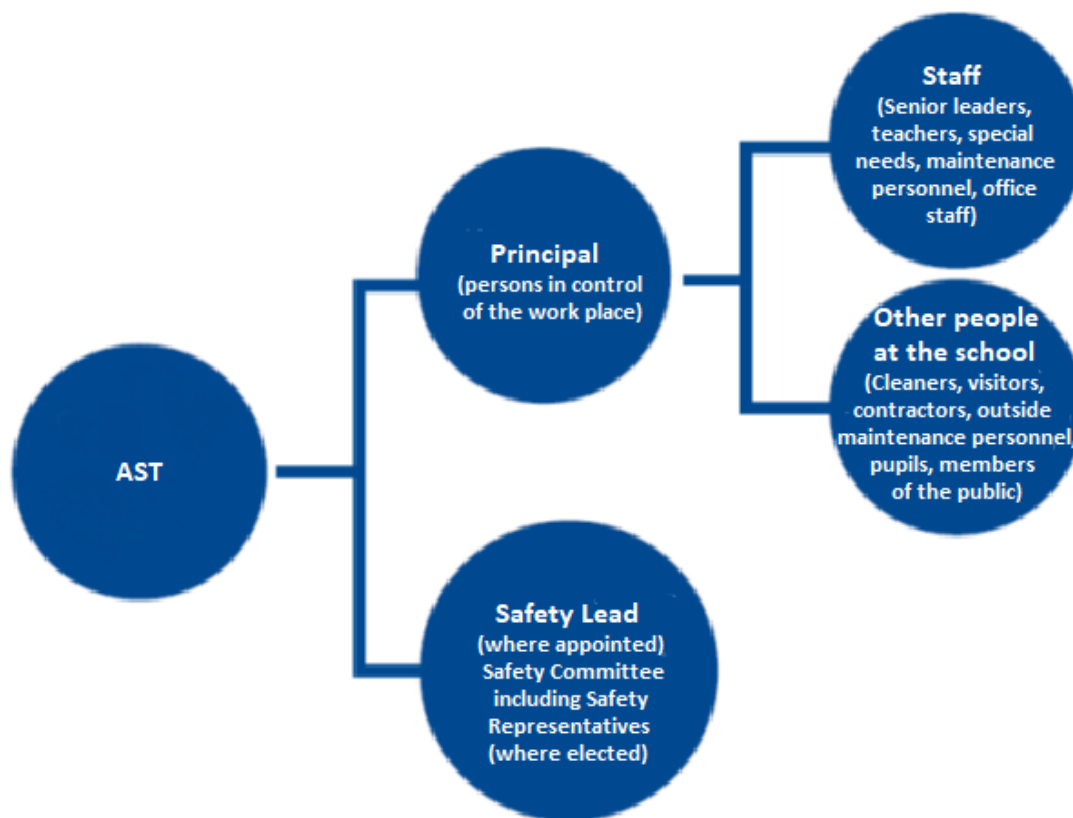 Staff
(Senior leaders,
teachers, special
needs, maintenance
personnel, office
staff)
Principal
(persons in control
of the work place)
Other people
at the school
(Cleaners, visitors,
contractors, outside
maintenance personnel,
pupils, members
of the public)
AST
Safety Lead
(where appointed)
Safety Committee
including Safety
Representatives
(where elected)